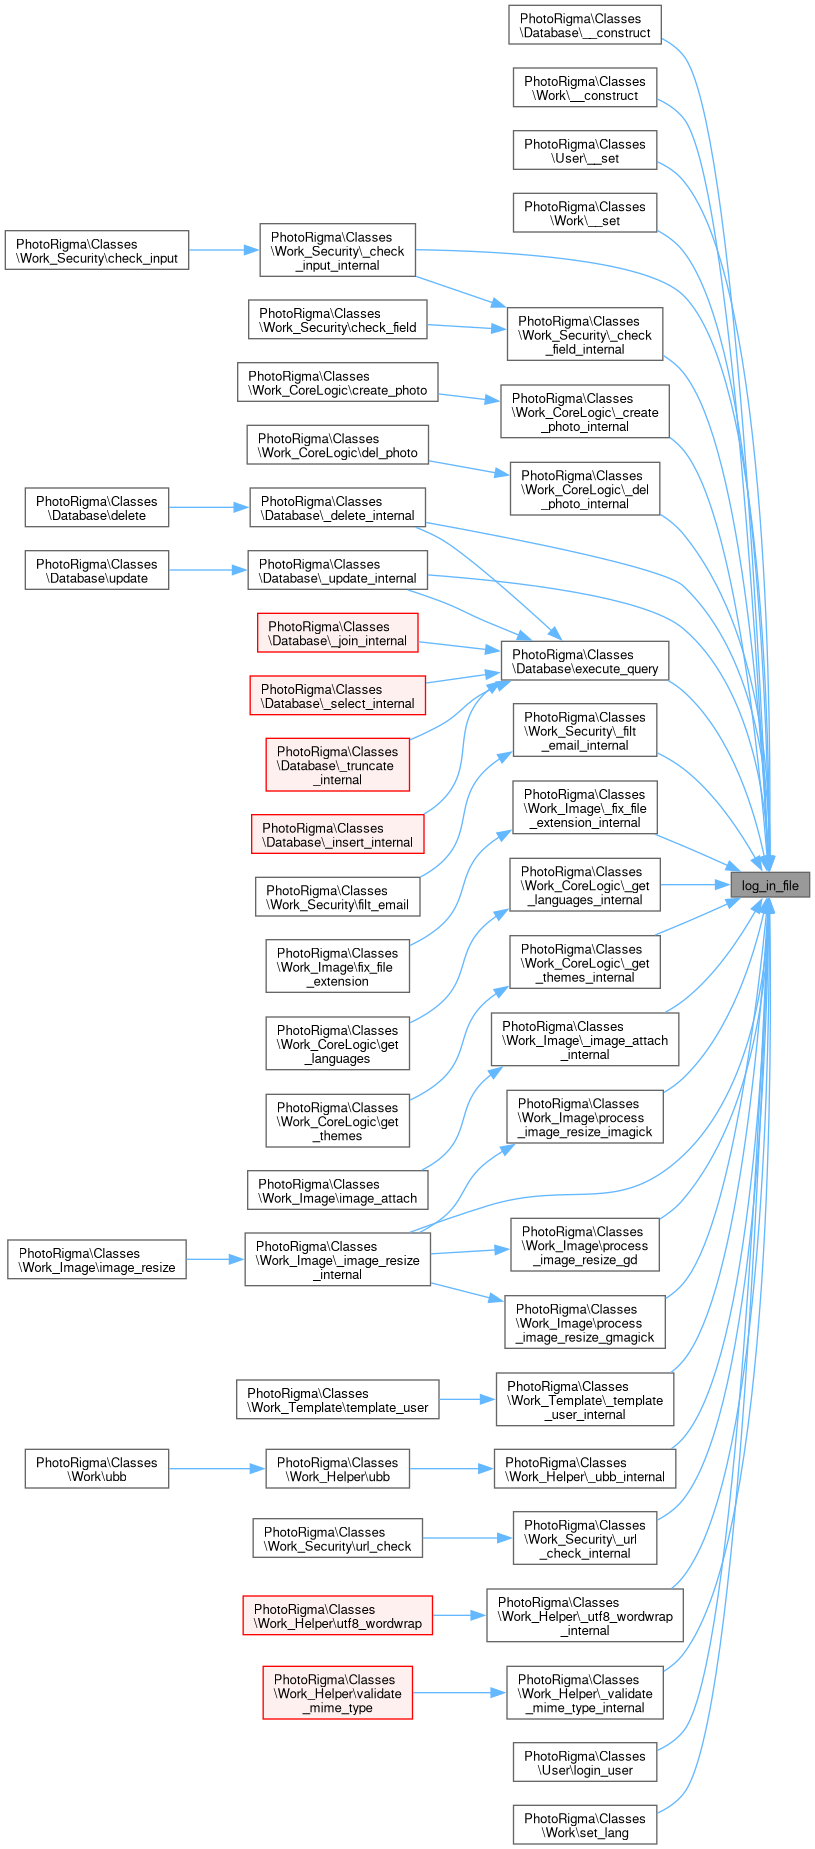 PhotoRigma\Classes
\Database\__construct
PhotoRigma\Classes
\Work\__construct
PhotoRigma\Classes
\User\__set
PhotoRigma\Classes
\Work\__set
PhotoRigma\Classes
\Work_Security\check_input
PhotoRigma\Classes
\Work_Security\_check
_input_internal
PhotoRigma\Classes
\Work_Security\check_field
PhotoRigma\Classes
\Work_Security\_check
_field_internal
PhotoRigma\Classes
\Work_CoreLogic\create_photo
PhotoRigma\Classes
\Work_CoreLogic\_create
_photo_internal
PhotoRigma\Classes
\Work_CoreLogic\del_photo
PhotoRigma\Classes
\Work_CoreLogic\_del
_photo_internal
PhotoRigma\Classes
\Database\delete
PhotoRigma\Classes
\Database\_delete_internal
PhotoRigma\Classes
\Database\update
PhotoRigma\Classes
\Database\_update_internal
PhotoRigma\Classes
\Database\_join_internal
PhotoRigma\Classes
\Database\execute_query
PhotoRigma\Classes
\Database\_select_internal
PhotoRigma\Classes
\Work_Security\_filt
_email_internal
PhotoRigma\Classes
\Database\_truncate
_internal
PhotoRigma\Classes
\Work_Image\_fix_file
_extension_internal
PhotoRigma\Classes
\Database\_insert_internal
PhotoRigma\Classes
\Work_CoreLogic\_get
_languages_internal
log_in_file
PhotoRigma\Classes
\Work_Security\filt_email
PhotoRigma\Classes
\Work_Image\fix_file
_extension
PhotoRigma\Classes
\Work_CoreLogic\_get
_themes_internal
PhotoRigma\Classes
\Work_CoreLogic\get
_languages
PhotoRigma\Classes
\Work_Image\_image_attach
_internal
PhotoRigma\Classes
\Work_CoreLogic\get
_themes
PhotoRigma\Classes
\Work_Image\process
_image_resize_imagick
PhotoRigma\Classes
\Work_Image\image_attach
PhotoRigma\Classes
\Work_Image\image_resize
PhotoRigma\Classes
\Work_Image\_image_resize
_internal
PhotoRigma\Classes
\Work_Image\process
_image_resize_gd
PhotoRigma\Classes
\Work_Image\process
_image_resize_gmagick
PhotoRigma\Classes
\Work_Template\template_user
PhotoRigma\Classes
\Work_Template\_template
_user_internal
PhotoRigma\Classes
\Work\ubb
PhotoRigma\Classes
\Work_Helper\ubb
PhotoRigma\Classes
\Work_Helper\_ubb_internal
PhotoRigma\Classes
\Work_Security\url_check
PhotoRigma\Classes
\Work_Security\_url
_check_internal
PhotoRigma\Classes
\Work_Helper\utf8_wordwrap
PhotoRigma\Classes
\Work_Helper\_utf8_wordwrap
_internal
PhotoRigma\Classes
\Work_Helper\validate
_mime_type
PhotoRigma\Classes
\Work_Helper\_validate
_mime_type_internal
PhotoRigma\Classes
\User\login_user
PhotoRigma\Classes
\Work\set_lang